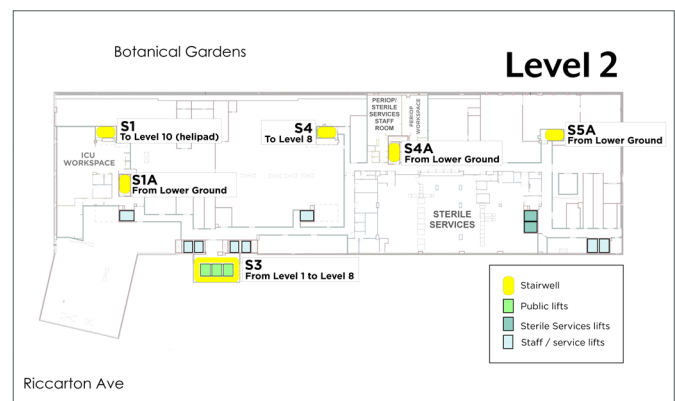 Botanical Gardens
Level 2
PERIOP/
STERILE
SERVICES
STAFF
ROOM
PERIOP
WORKSPACE
S1
To Level 10 (helipad)
S4
To Level 8
S5A
From Lower Ground
S4A
From Lower Ground
ICU
WORKSPACE
S1A
From Lower Ground
STERILE
SERVICES
S3
From Level 1 to Level 8
Stairwell
Public lifts
Sterile Services lifts
Staff / service lifts
Riccarton Ave